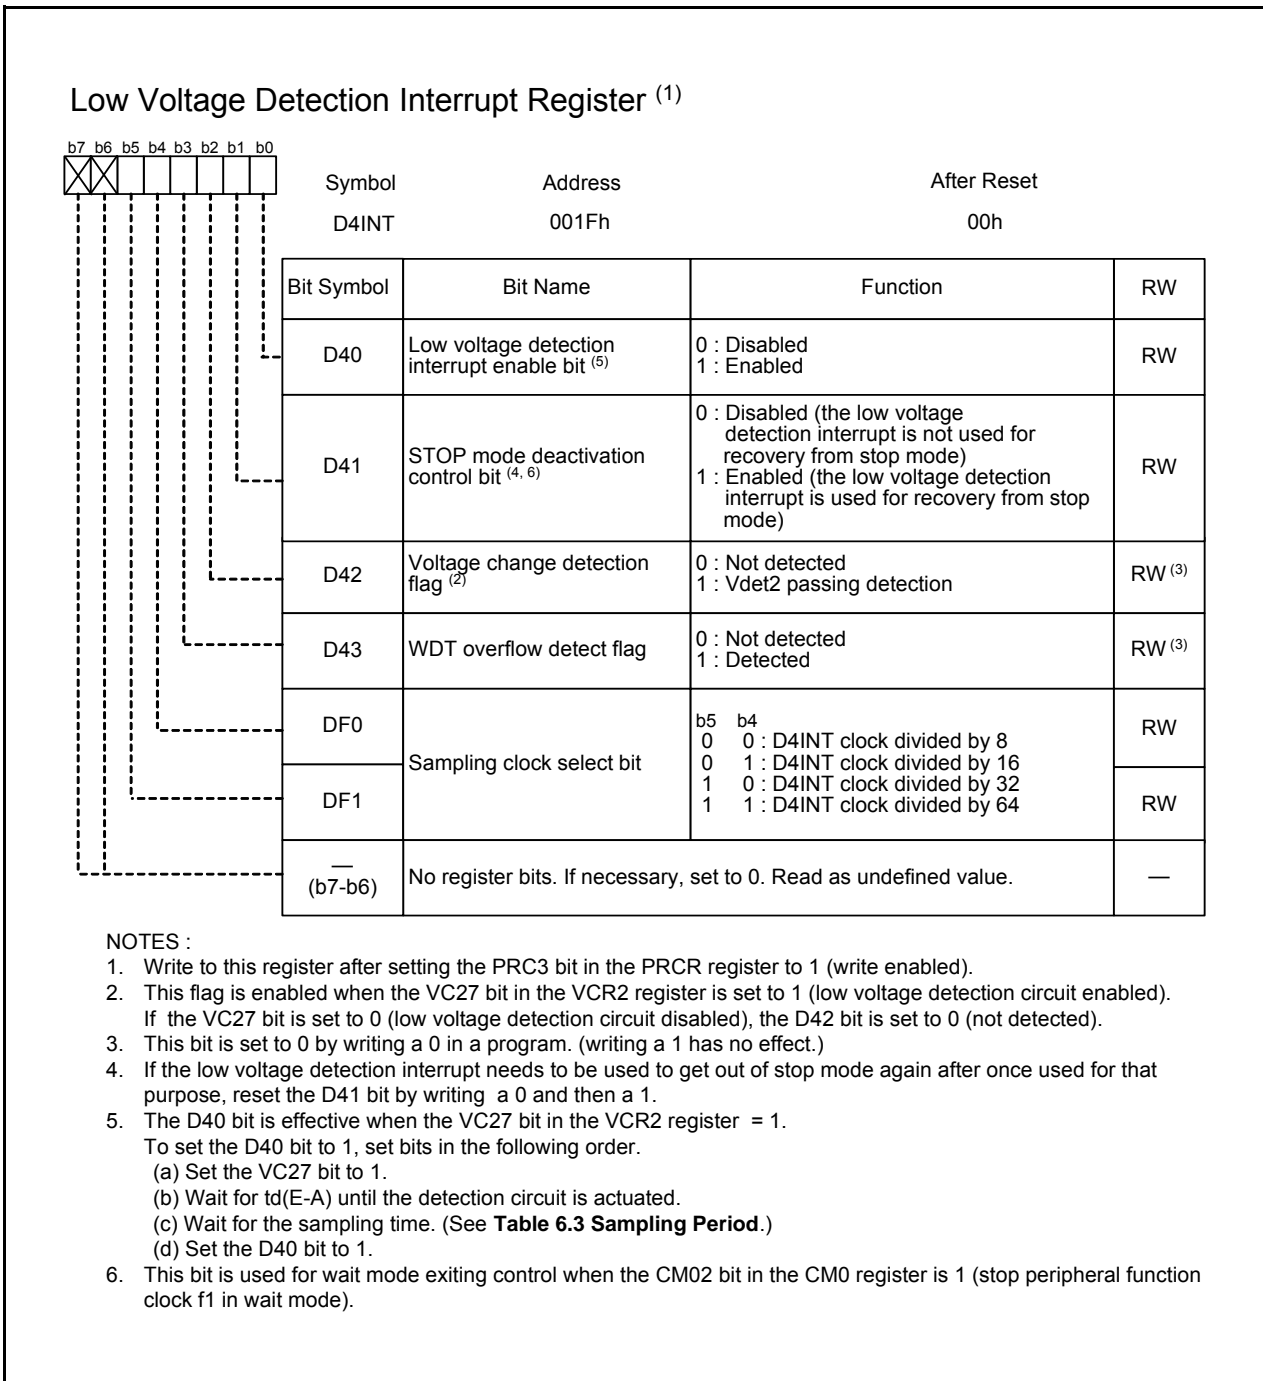 Low Voltage Detection Interrupt Register (1)
b7 b6 b5 b4 b3 b2 b1 b0
Symbol Address After Reset
D4INT 001Fh 00h
Bit Symbol Bit Name Function RW
D40
Low voltage detection
interrupt enable bit (5)
0 : Disabled
1 : Enabled
RW
D41
STOP mode deactivation
control bit (4, 6)
0 : Disabled (the low voltage
detection interrupt is not used for
recovery from stop mode)
1 : Enabled (the low voltage detection
interrupt is used for recovery from stop
mode)
RW
D42
Voltage change detection
flag (2)
0 : Not detected
1 : Vdet2 passing detection
RW (3)
D43
WDT overflow detect flag
0 : Not detected
1 : Detected
RW (3)
DF0
DF1
Sampling clock select bit
b5 b4
0 0 : D4INT clock divided by 8
0 1 : D4INT clock divided by 16
1 0 : D4INT clock divided by 32
1 1 : D4INT clock divided by 64
RW
RW
—
(b7-b6)
No register bits. If necessary, set to 0. Read as undefined value.
—
NOTES :
1. Write to this register after setting the PRC3 bit in the PRCR register to 1 (write enabled).
2. This flag is enabled when the VC27 bit in the VCR2 register is set to 1 (low voltage detection circuit enabled).
If the VC27 bit is set to 0 (low voltage detection circuit disabled), the D42 bit is set to 0 (not detected).
3. This bit is set to 0 by writing a 0 in a program. (writing a 1 has no effect.)
4. If the low voltage detection interrupt needs to be used to get out of stop mode again after once used for that
purpose, reset the D41 bit by writing a 0 and then a 1.
5. The D40 bit is effective when the VC27 bit in the VCR2 register = 1.
To set the D40 bit to 1, set bits in the following order.
(a) Set the VC27 bit to 1.
(b) Wait for td(E-A) until the detection circuit is actuated.
(c) Wait for the sampling time. (See Table 6.3 Sampling Period.)
(d) Set the D40 bit to 1.
6. This bit is used for wait mode exiting control when the CM02 bit in the CM0 register is 1 (stop peripheral function
clock f1 in wait mode).